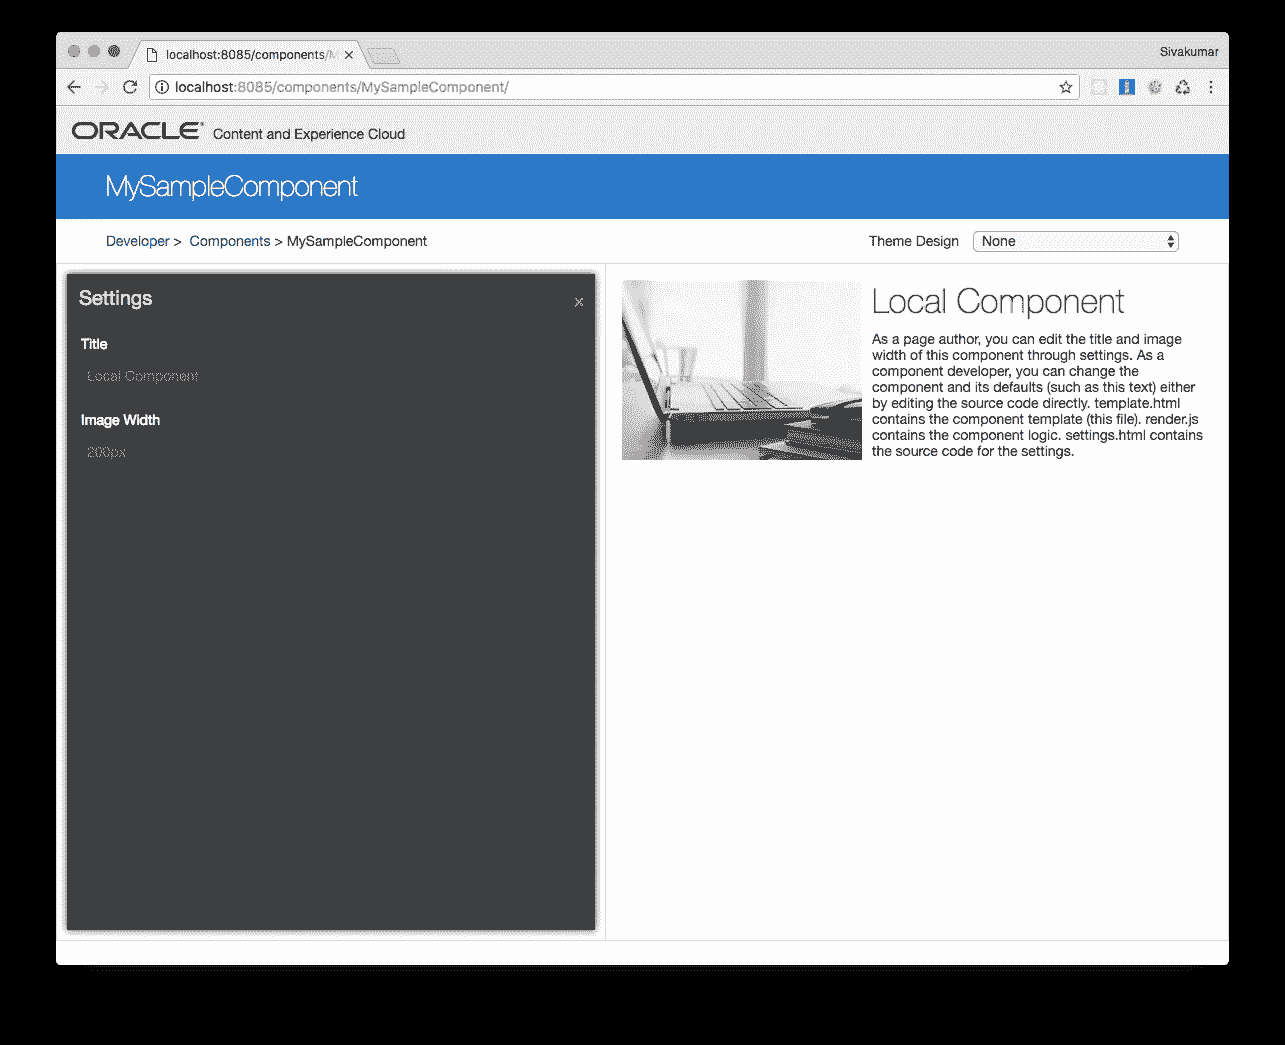 localhost:8085/components/M
Sivakumar
localhost:8085/components/MySampleComponent/
ORACLE Content and Experience Cloud
MySampleComponent
Developer > Components > MySampleComponent
Theme Design None
Settings
Title
Local Component
Image Width
200px
Local Component
As a page author, you can edit the title and image
width of this component through settings. As a
component developer, you can change the
component and its defaults (such as this text) either
by editing the source code directly. template.html
contains the component template (this file). render.js
contains the component logic. settings.html contains
the source code for the settings.